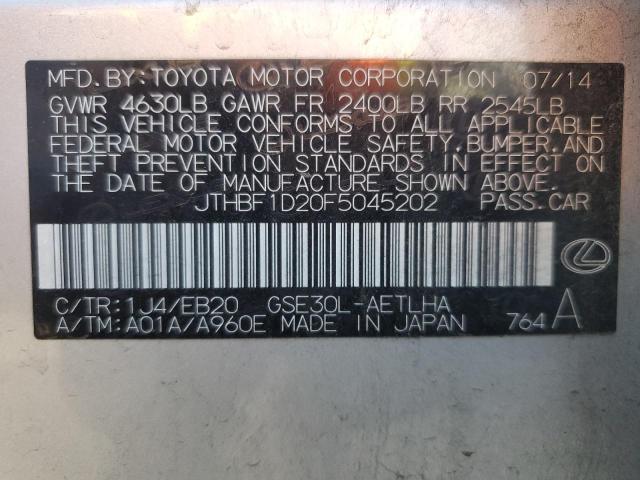 MFD.BY:TOYOTA MOTOR CORPORATION 07/14
GVWR 4630LB GAWR FR 2400LB RR 2545LB
THIS VEHICLE CONFORMS TO ALL APPLICABLE
FEDERAL MOTOR VEHICLE SAFETY,BUMPER,AND
THEFT PREVENTION STANDARDS IN EFFECT ON
THE DATE OF MANUFACTURE SHOWN ABOVE.
JTHBF1D20F5045202 PASS.CAR
C/TR:1J4/EB20 GSE30L-AETLHA
A/TM:A01A/A960E MADE IN JAPAN 764 A